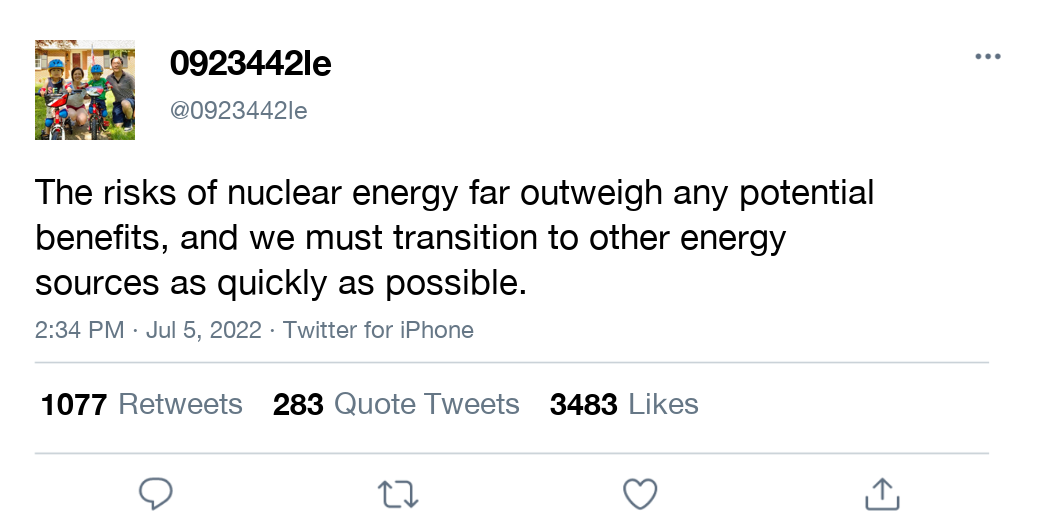 0923442le
@0923442le
The risks of nuclear energy far outweigh any potential
benefits, and we must transition to other energy
sources as quickly as possible.
2:34 PM · Jul 5, 2022 · Twitter for iPhone
1077 Retweets 283 Quote Tweets 3483 Likes